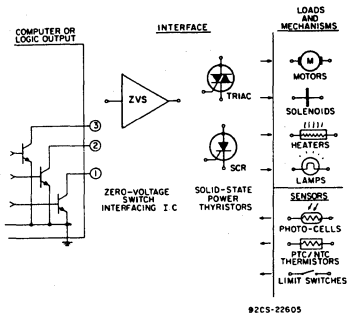 COMPUTER OR
LOGIC OUTPUT
INTERFACE
LOADS
AND
MECHANISMS
3
2
1
ZVS
ZERO-VOLTAGE
SWITCH
INTERFACING I.C
TRIAC
SCR
SOLID-STATE
POWER
THYRISTORS
M
MOTORS
SOLENOIDS
HEATERS
LAMPS
SENSORS
PHOTO-CELLS
PTC/NTC
THERMISTORS
LIMIT SWITCHES
92CS-22605